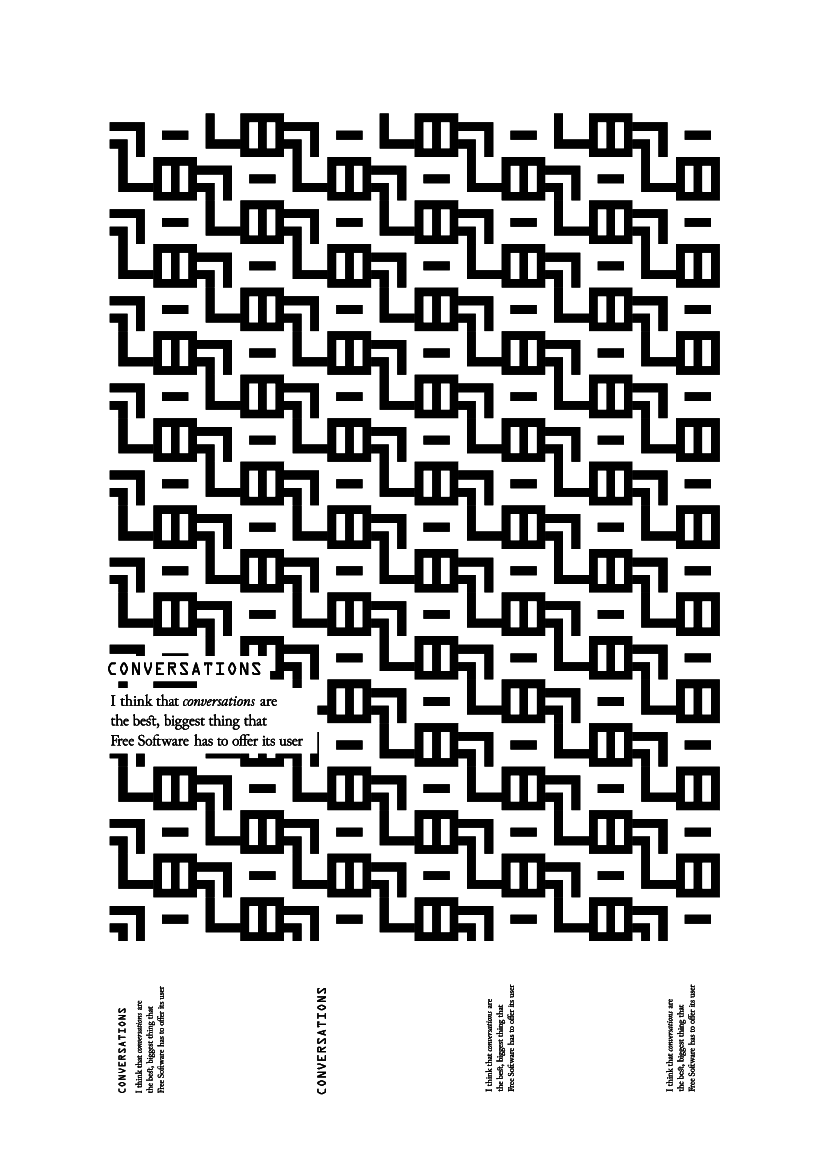 CONVERSATIONS
I think that conversations are
the best, biggest thing that
Free Software has to offer its user
CONVERSATIONS
I think that conversations are
the best, biggest thing that
Free Software has to offer its user
CONVERSATIONS
I think that conversations are
the best, biggest thing that
Free Software has to offer its user
I think that conversations are
the best, biggest thing that
Free Software has to offer its user